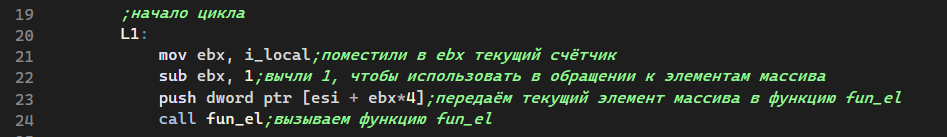 19 ;начало цикла
20 L1:
21 mov ebx, i_local;поместили в ebx текущий счётчик
22 sub ebx, 1;вычли 1, чтобы использовать в обращении к элементам массива
23 push dword ptr [esi + ebx*4];передаём текущий элемент массива в функцию fun_el
24 call fun_el;вызываем функцию fun_el